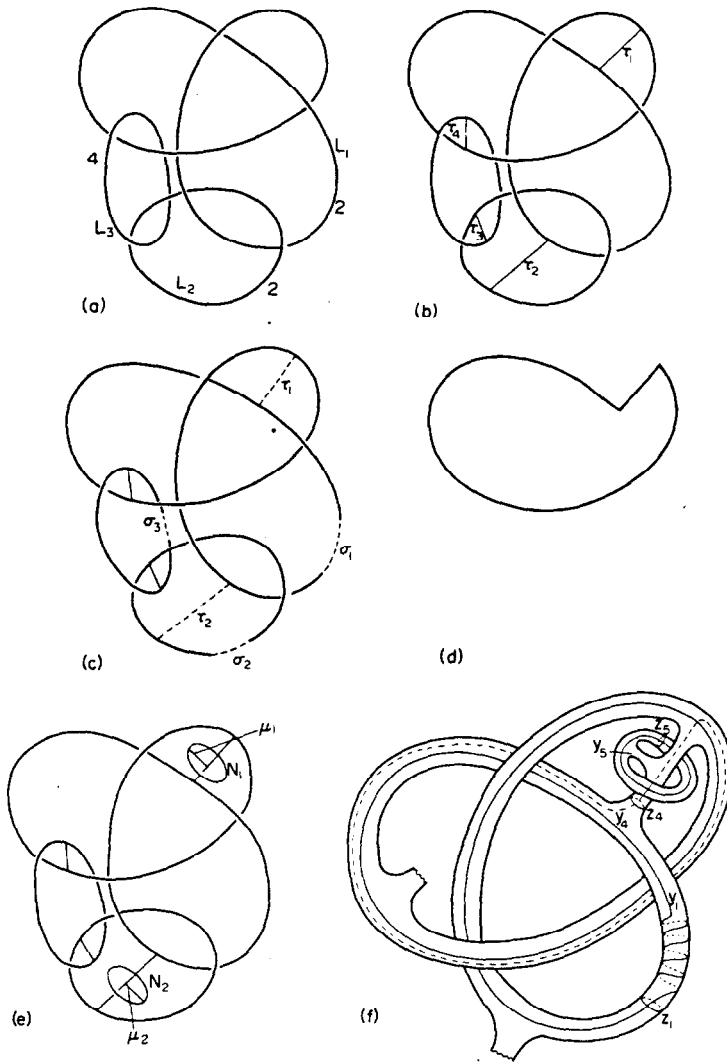 4
L₁
2
L₃
L₂
2
(a)
τ₁
τ₄
τ₃
τ₂
(b)
τ₁
σ₃
σ₁
τ₂
σ₂
(c)
(d)
μ₁
N₁
N₂
μ₂
(e)
z₅
y₅
z₄
y₄
y₁
z₁
(f)